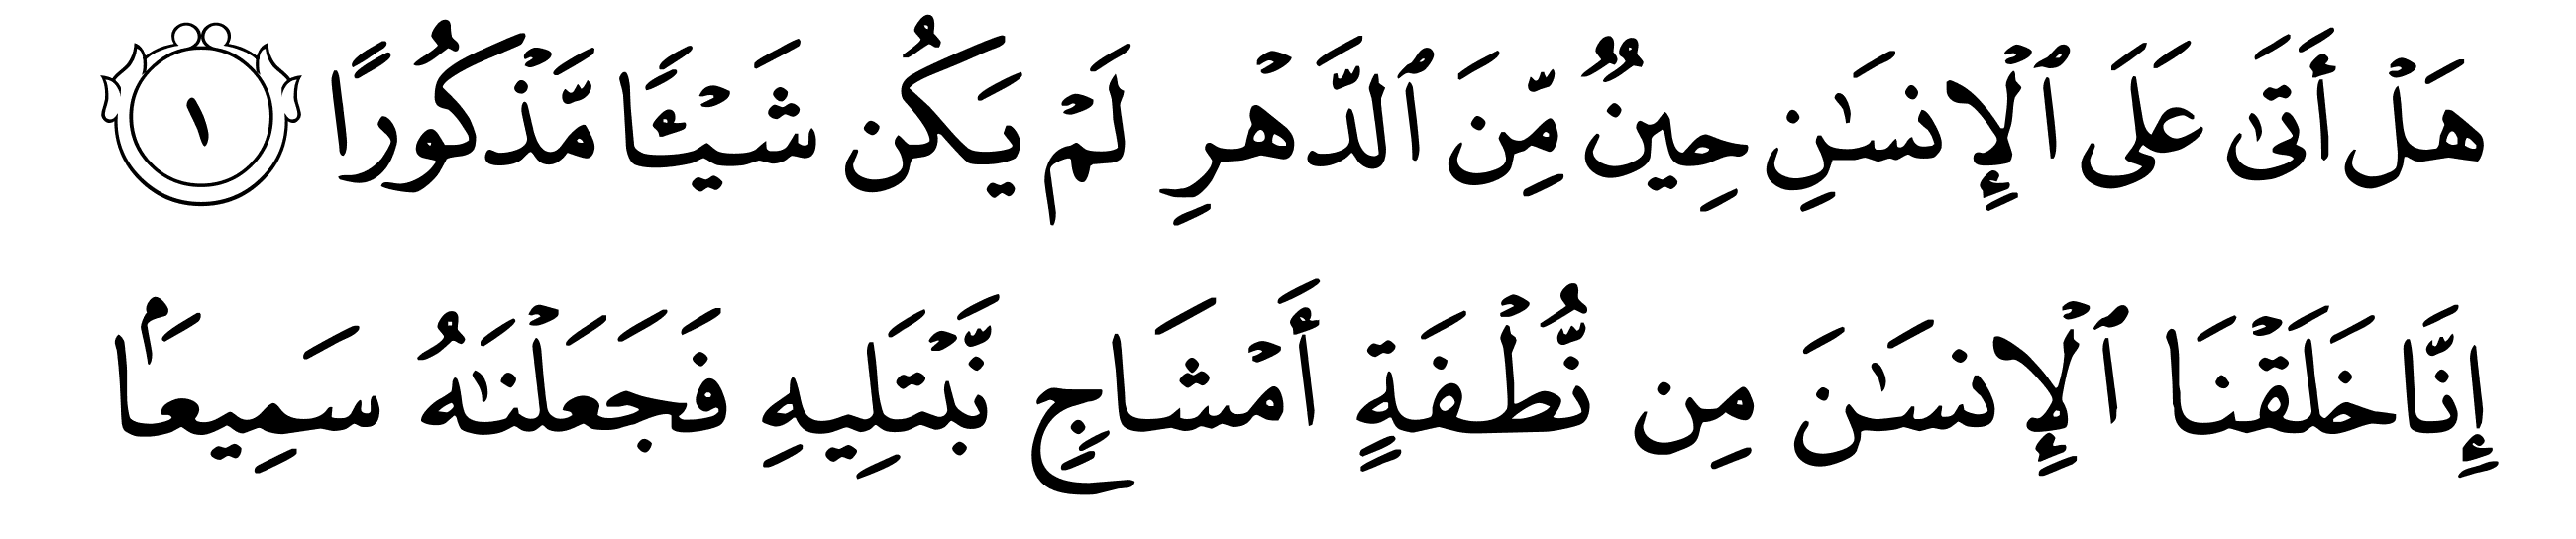 هَلۡ أَتَىٰ عَلَى ٱلۡإِنسَٰنِ حِينٞ مِّنَ ٱلدَّهۡرِ لَمۡ يَكُن شَيۡـٔٗا مَّذۡكُورًا ١
إِنَّا خَلَقۡنَا ٱلۡإِنسَٰنَ مِن نُّطۡفَةٍ أَمۡشَاجٖ نَّبۡتَلِيهِ فَجَعَلۡنَٰهُ سَمِيعَۢا